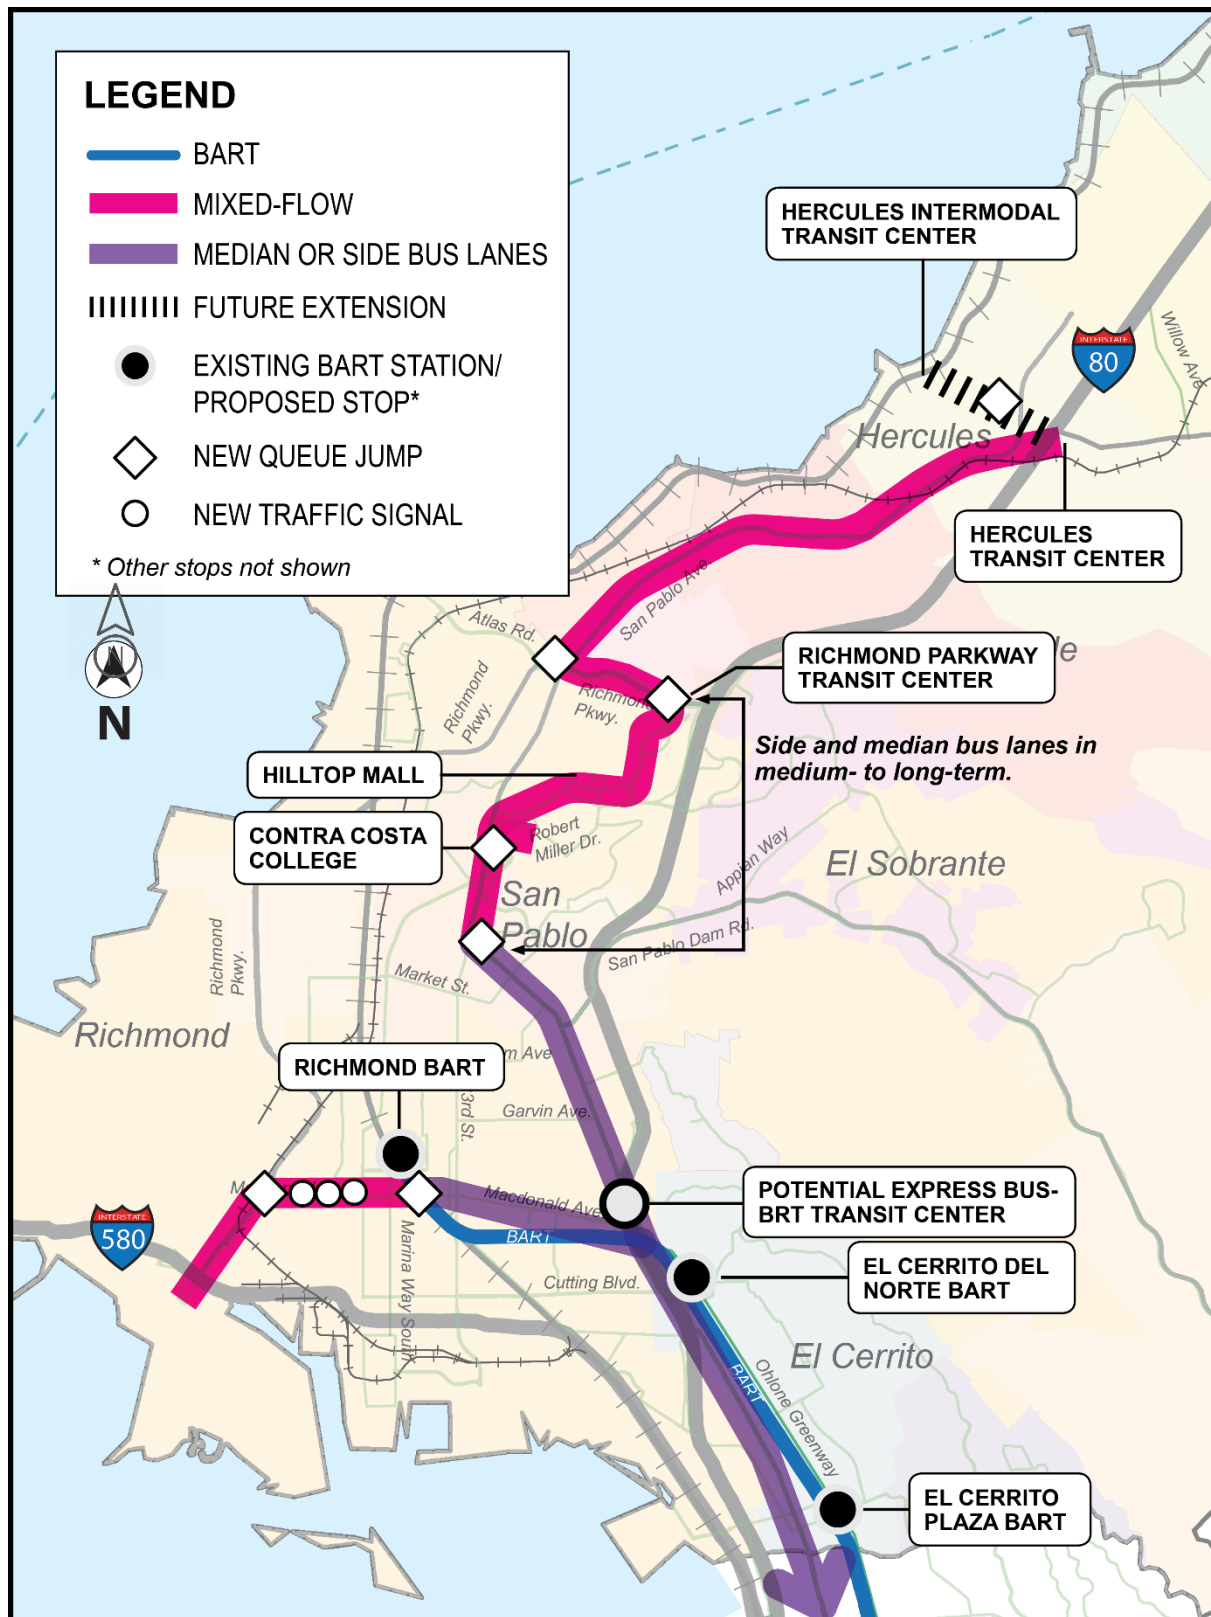 LEGEND
BART
MIXED-FLOW
MEDIAN OR SIDE BUS LANES
FUTURE EXTENSION
EXISTING BART STATION/
PROPOSED STOP*
NEW QUEUE JUMP
NEW TRAFFIC SIGNAL
* Other stops not shown
N
HERCULES INTERMODAL
TRANSIT CENTER
INTERSTATE
80
Willow Ave
Hercules
HERCULES
TRANSIT CENTER
San Pablo Ave.
Atlas Rd.
Richmond
Pkwy.
Richmond
Pkwy.
RICHMOND PARKWAY
TRANSIT CENTER
Side and median bus lanes in
medium- to long-term.
HILLTOP MALL
CONTRA COSTA
COLLEGE
Robert
Miller Dr.
San
Pablo
Appian Way
El Sobrante
San Pablo Dam Rd.
Richmond
Pkwy.
Market St.
Richmond
RICHMOND BART
Garvin Ave.
Macdonald Ave.
BART
Marina Way South
Cutting Blvd.
INTERSTATE
580
POTENTIAL EXPRESS BUS-
BRT TRANSIT CENTER
EL CERRITO DEL
NORTE BART
El Cerrito
BART
Ohlone Greenway
EL CERRITO
PLAZA BART